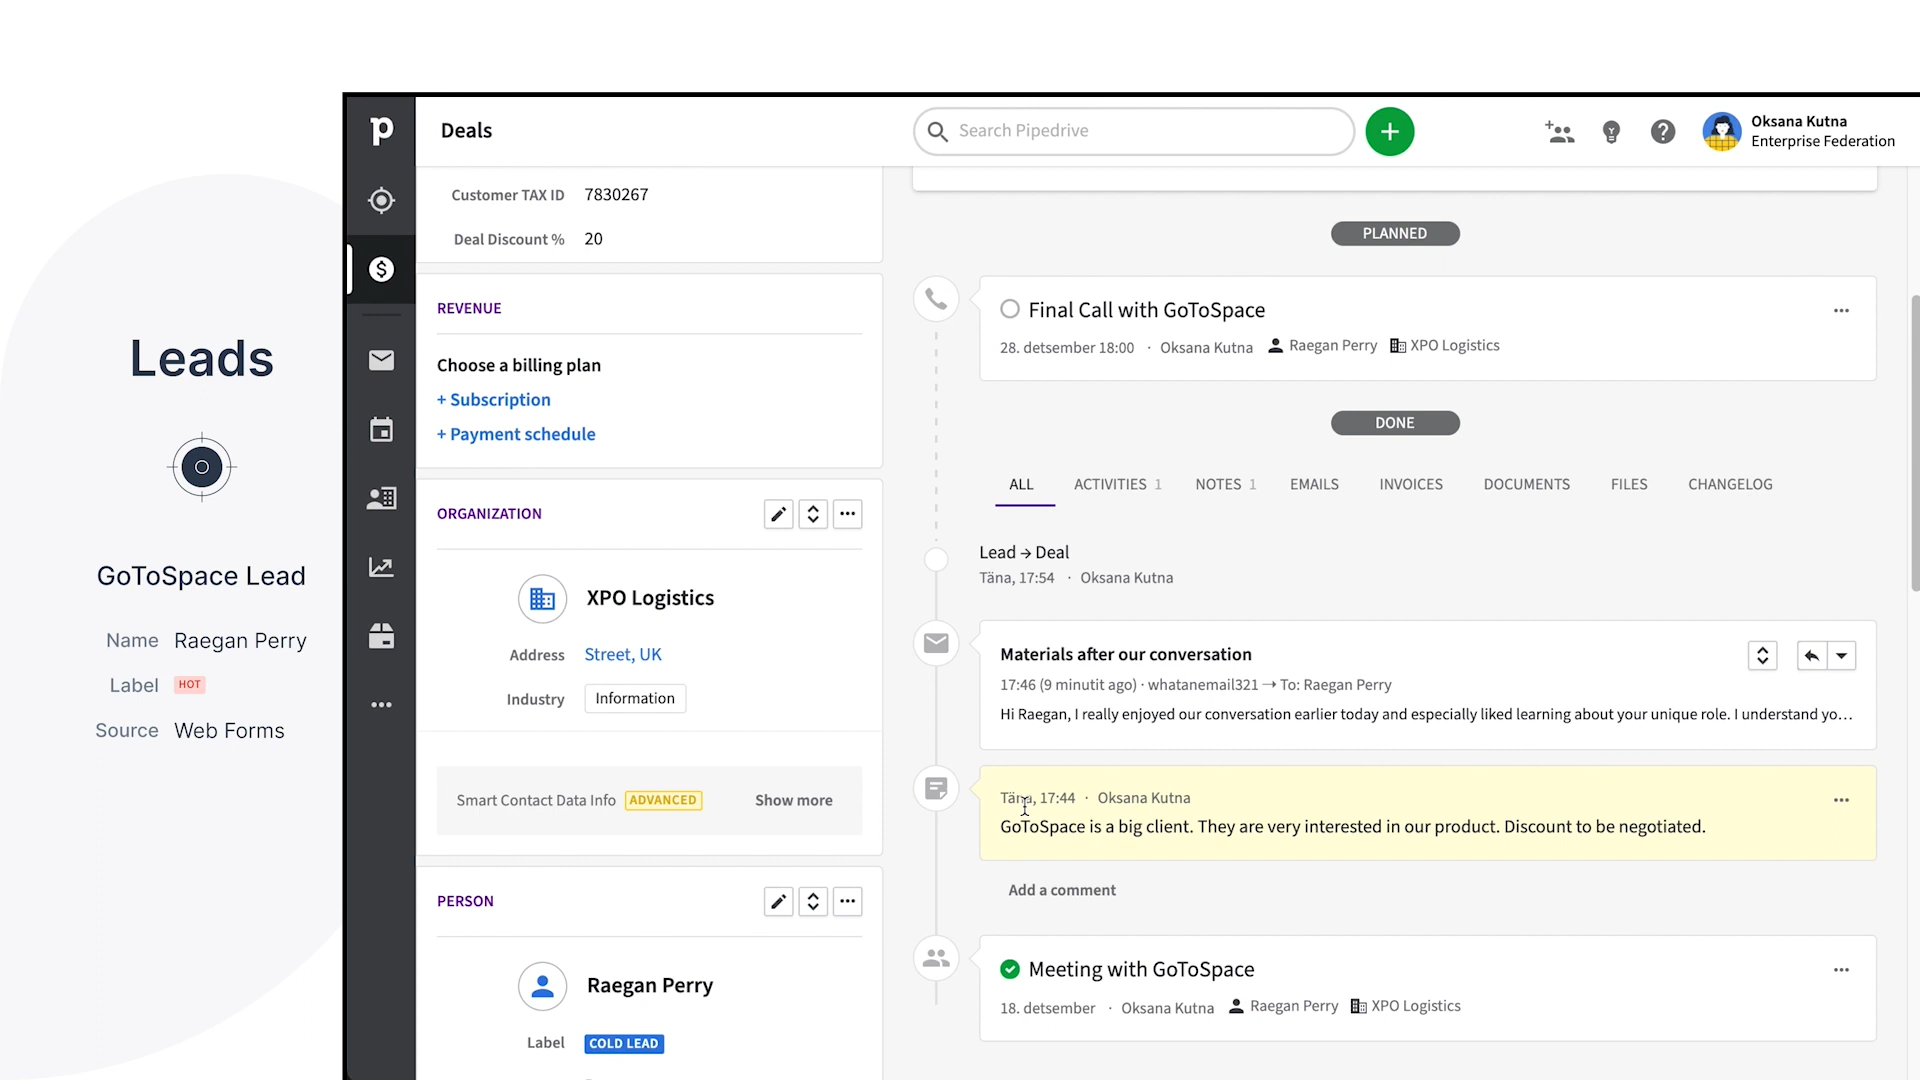 Leads
GoToSpace Lead
Name Raegan Perry
Label HOT
Source Web Forms
p
Deals
Search Pipedrive
+
Oksana Kutna
Enterprise Federation
Customer TAX ID 7830267
Deal Discount % 20
REVENUE
Choose a billing plan
+ Subscription
+ Payment schedule
ORGANIZATION
XPO Logistics
Address Street, UK
Industry Information
Smart Contact Data Info ADVANCED Show more
PERSON
Raegan Perry
Label COLD LEAD
PLANNED
Final Call with GoToSpace
28. detsember 18:00 · Oksana Kutna Raegan Perry XPO Logistics
DONE
ALL ACTIVITIES 1 NOTES 1 EMAILS INVOICES DOCUMENTS FILES CHANGELOG
Lead → Deal
Täna, 17:54 · Oksana Kutna
Materials after our conversation
17:46 (9 minutit ago) · whatanemail321 → To: Raegan Perry
Hi Raegan, I really enjoyed our conversation earlier today and especially liked learning about your unique role. I understand yo...
Täna, 17:44 · Oksana Kutna
GoToSpace is a big client. They are very interested in our product. Discount to be negotiated.
Add a comment
Meeting with GoToSpace
18. detsember · Oksana Kutna Raegan Perry XPO Logistics